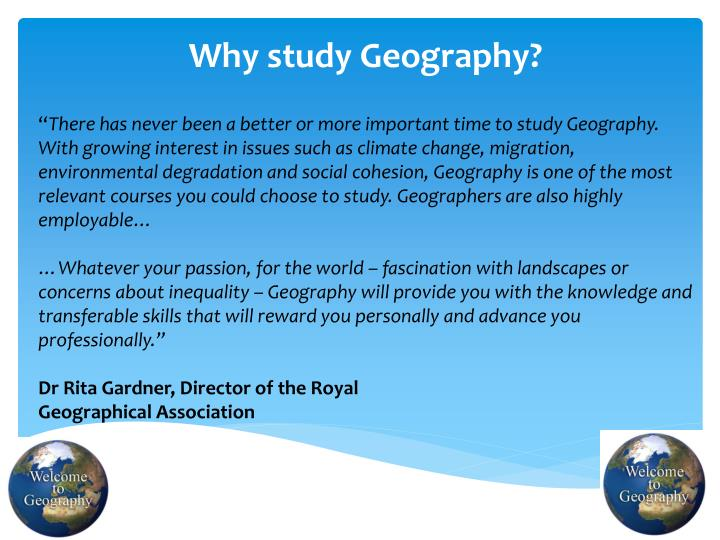 Why study Geography?
“There has never been a better or more important time to study Geography.
With growing interest in issues such as climate change, migration,
environmental degradation and social cohesion, Geography is one of the most
relevant courses you could choose to study. Geographers are also highly
employable…
…Whatever your passion, for the world – fascination with landscapes or
concerns about inequality – Geography will provide you with the knowledge and
transferable skills that will reward you personally and advance you
professionally.”
Dr Rita Gardner, Director of the Royal
Geographical Association
Welcome
to
Geography
Welcome
to
Geography